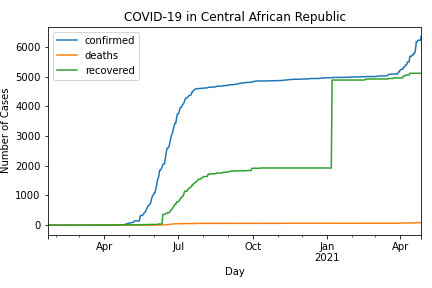 COVID-19 in Central African Republic
confirmed
deaths
recovered
Number of Cases
6000
5000
4000
3000
2000
1000
0
Apr
Jul
Oct
Jan
2021
Apr
Day